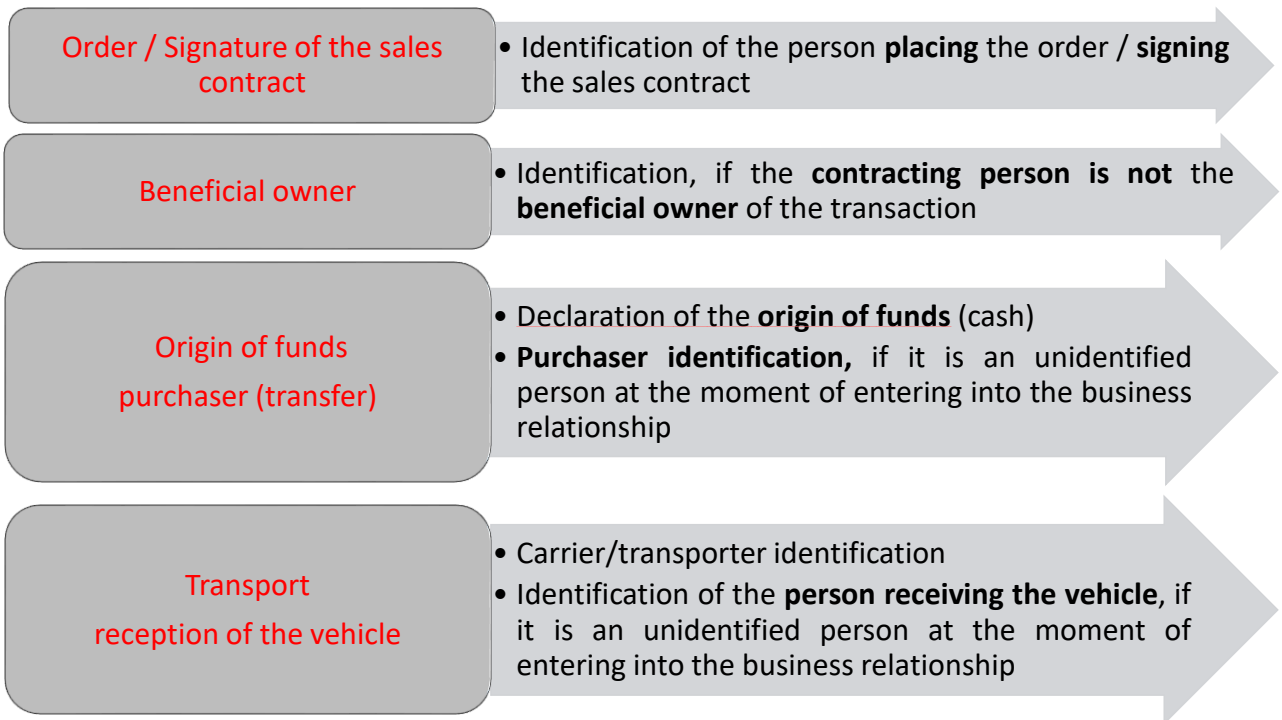 Order / Signature of the sales
contract
• Identification of the person placing the order / signing
the sales contract
Beneficial owner
• Identification, if the contracting person is not the
beneficial owner of the transaction
Origin of funds
purchaser (transfer)
• Declaration of the origin of funds (cash)
• Purchaser identification, if it is an unidentified
person at the moment of entering into the business
relationship
Transport
reception of the vehicle
• Carrier/transporter identification
• Identification of the person receiving the vehicle, if
it is an unidentified person at the moment of
entering into the business relationship